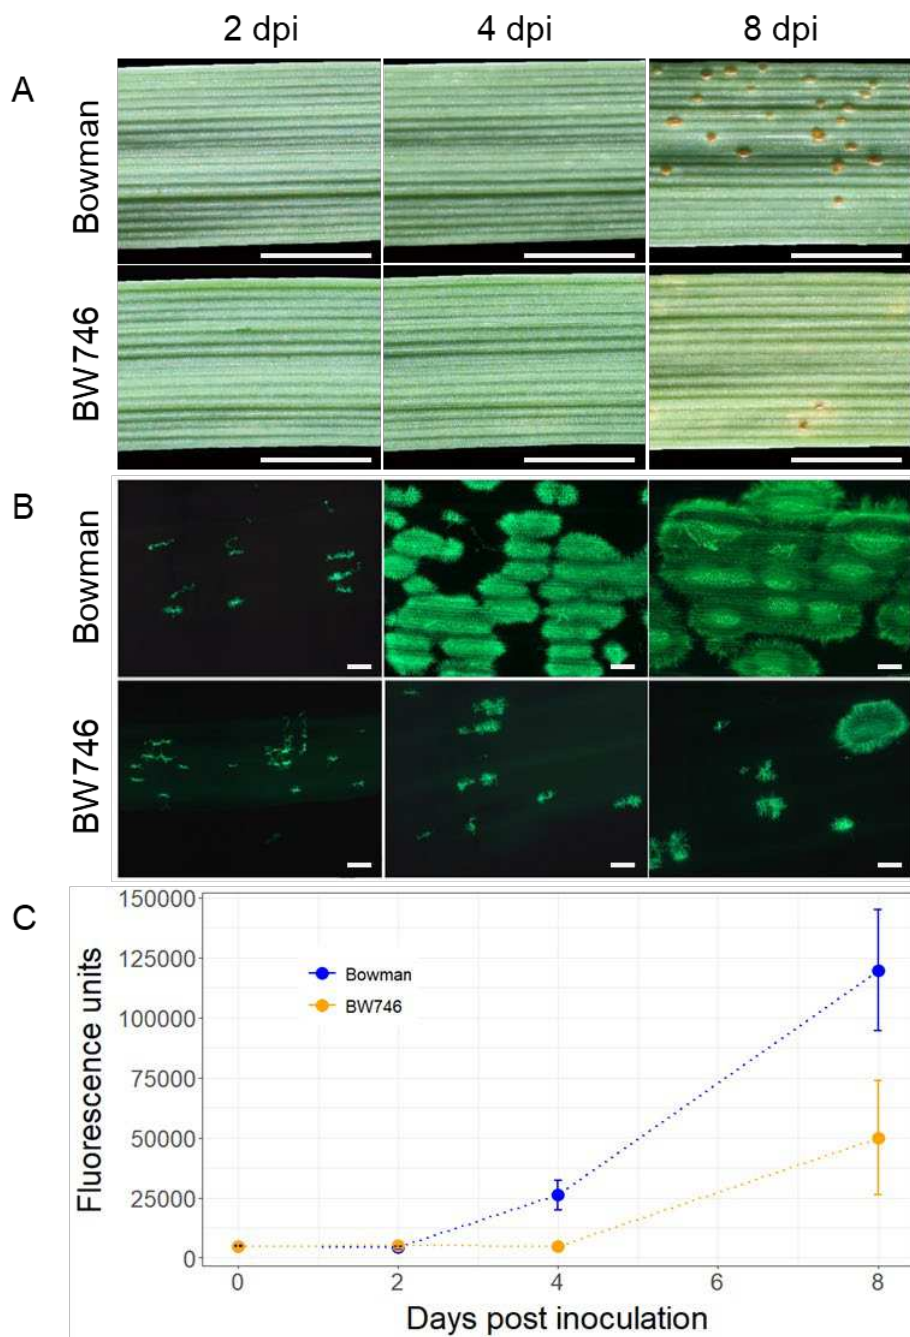 2 dpi 4 dpi 8 dpi
A
Bowman
BW746
B
Bowman
BW746
C
Fluorescence units
150000
125000
100000
75000
50000
25000
0
Bowman
BW746
0 2 4 6 8
Days post inoculation